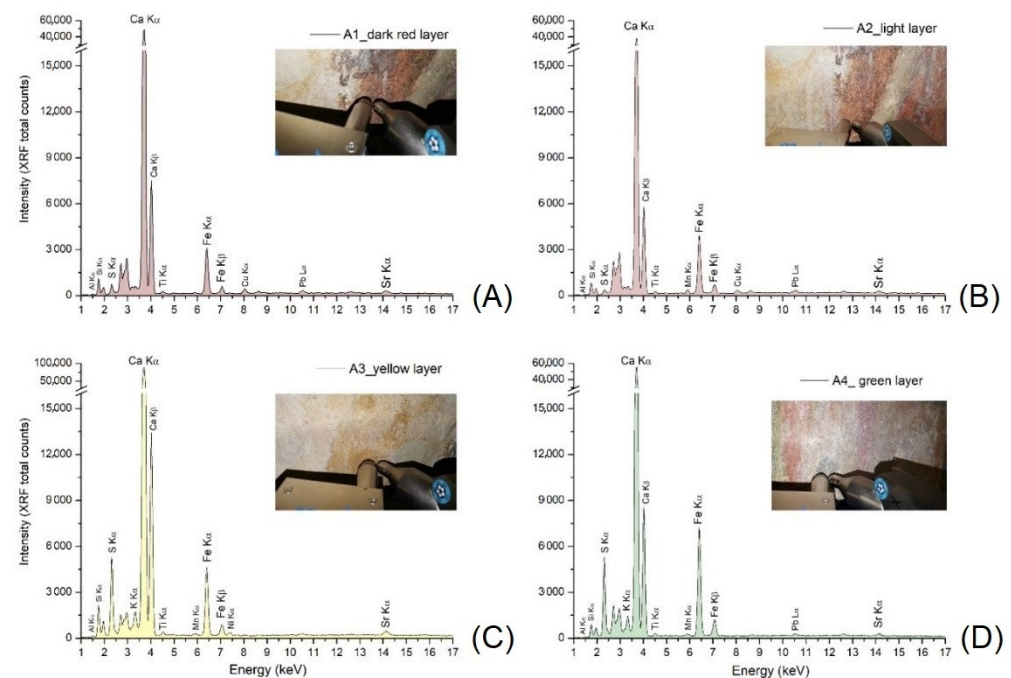 60,000
40,000
15,000
12,000
9000
6000
3000
0
Intensity (XRF total counts)
Ca Kα
A1_dark red layer
Ca Kβ
Al Kα
Si Kα
S Kα
Ti Kα
Fe Kα
Fe Kβ
Cu Kα
Pb Lα
Sr Kα
1 2 3 4 5 6 7 8 9 10 11 12 13 14 15 16 17
(A)
60,000
40,000
15,000
12,000
9000
6000
3000
0
Ca Kα
A2_light layer
Ca Kβ
Al Kα
Si Kα
S Kα
Ti Kα
Mn Kα
Fe Kα
Fe Kβ
Cu Kα
Pb Lα
Sr Kα
1 2 3 4 5 6 7 8 9 10 11 12 13 14 15 16 17
(B)
100,000
50,000
15,000
12,000
9000
6000
3000
0
Intensity (XRF total counts)
Ca Kα
A3_yellow layer
Ca Kβ
Al Kα
Si Kα
S Kα
K Kα
Ti Kα
Mn Kα
Fe Kα
Fe Kβ
Ni Kα
Sr Kα
1 2 3 4 5 6 7 8 9 10 11 12 13 14 15 16 17
Energy (keV)
(C)
60,000
40,000
15,000
12,000
9000
6000
3000
0
Ca Kα
A4_ green layer
Ca Kβ
Al Kα
Si Kα
S Kα
K Kα
Ti Kα
Mn Kα
Fe Kα
Fe Kβ
Pb Lα
Sr Kα
1 2 3 4 5 6 7 8 9 10 11 12 13 14 15 16 17
Energy (keV)
(D)